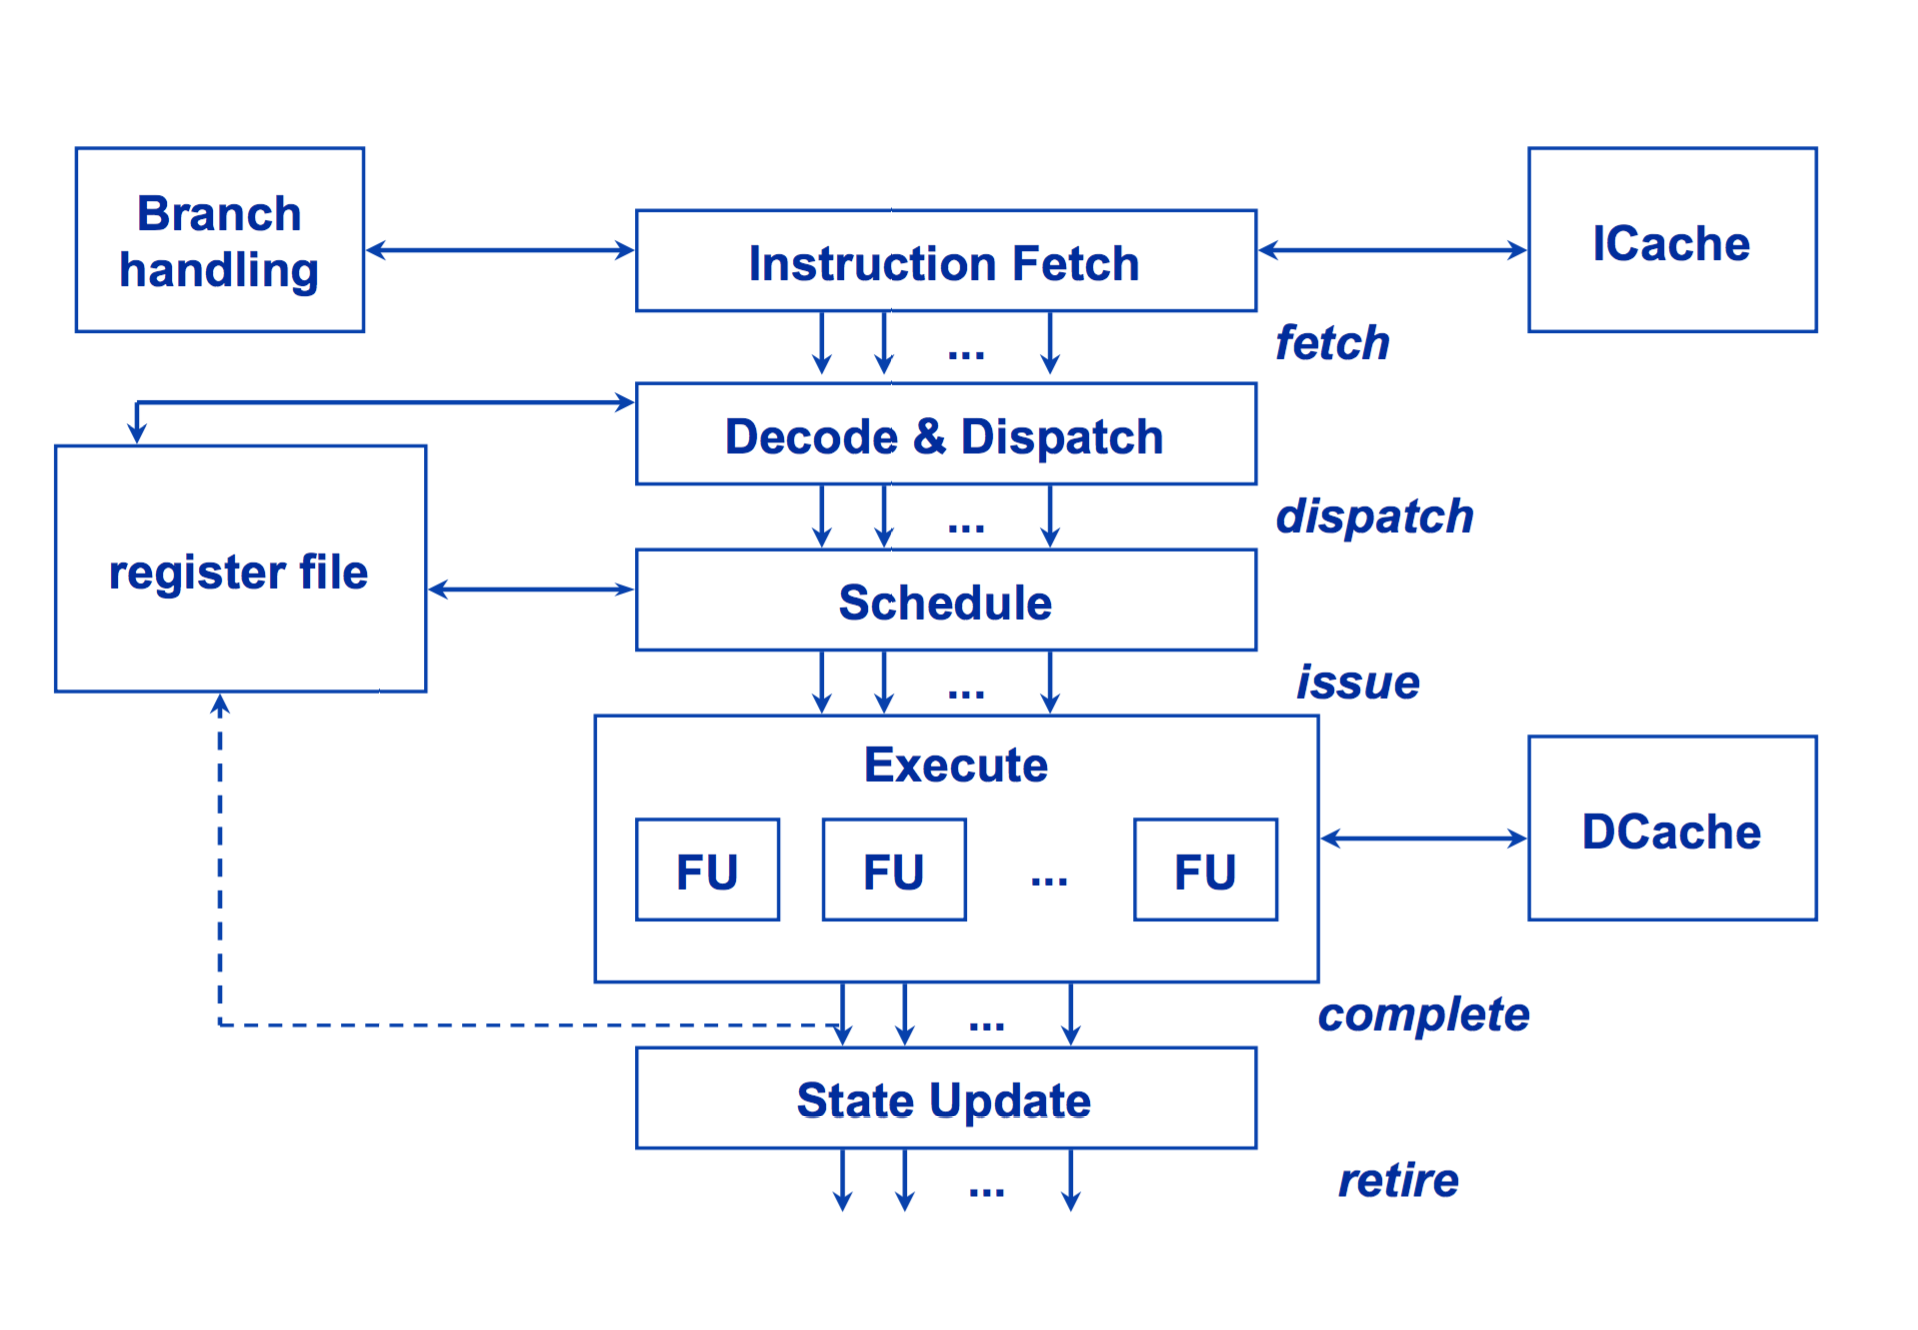 Branch
handling
Instruction Fetch
ICache
fetch
...
Decode & Dispatch
dispatch
...
register file
Schedule
issue
...
Execute
FU
FU
...
FU
DCache
complete
...
State Update
retire
...